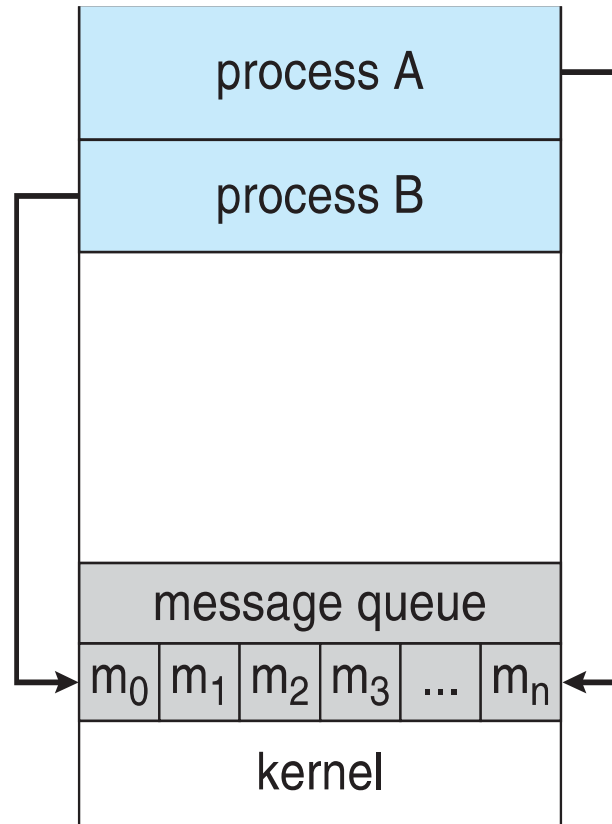 process A
process B
message queue
m₀ m₁ m₂ m₃ ... mₙ
kernel